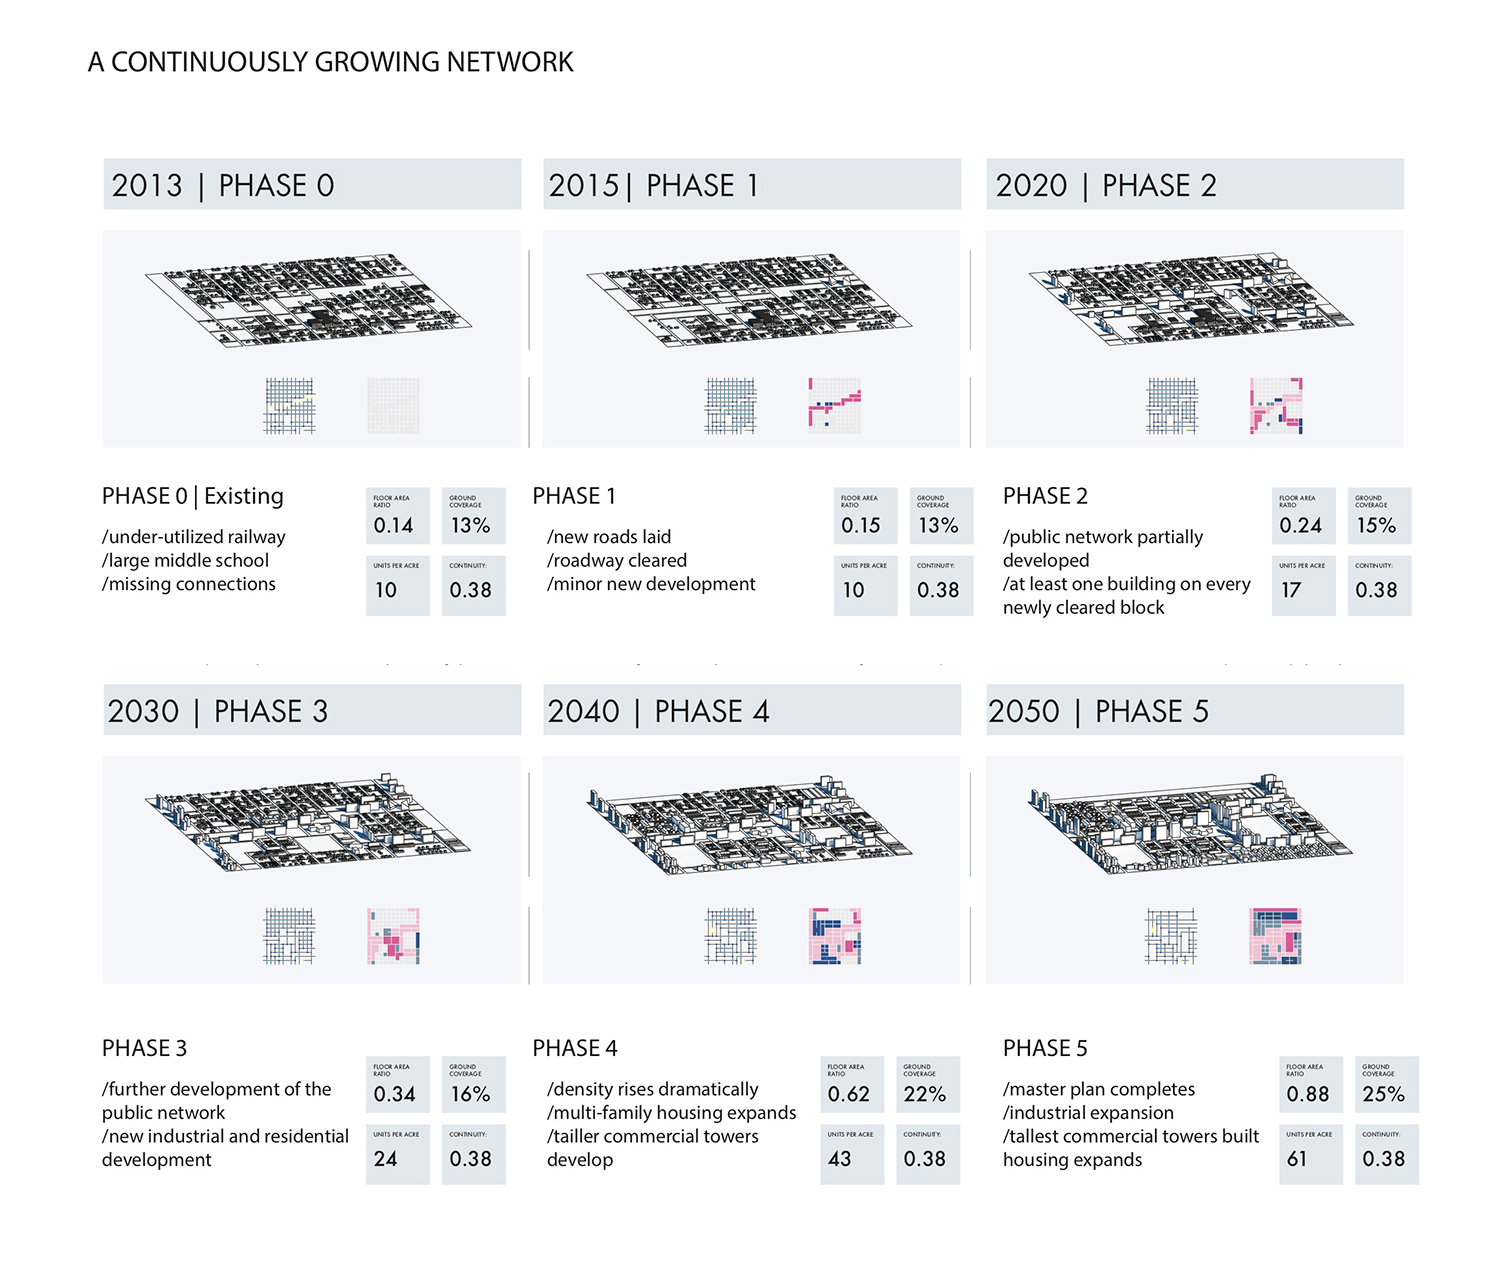 A CONTINUOUSLY GROWING NETWORK
2013 | PHASE 0
2015| PHASE 1
2020 | PHASE 2
PHASE 0 | Existing
/under-utilized railway
/large middle school
/missing connections
FLOOR AREA
RATIO
0.14
GROUND
COVERAGE
13%
UNITS PER ACRE
10
CONTINUITY:
0.38
PHASE 1
/new roads laid
/roadway cleared
/minor new development
FLOOR AREA
RATIO
0.15
GROUND
COVERAGE
13%
UNITS PER ACRE
10
CONTINUITY:
0.38
PHASE 2
/public network partially
developed
/at least one building on every
newly cleared block
FLOOR AREA
RATIO
0.24
GROUND
COVERAGE
15%
UNITS PER ACRE
17
CONTINUITY:
0.38
2030 | PHASE 3
2040 | PHASE 4
2050 | PHASE 5
PHASE 3
/further development of the
public network
/new industrial and residential
development
FLOOR AREA
RATIO
0.34
GROUND
COVERAGE
16%
UNITS PER ACRE
24
CONTINUITY:
0.38
PHASE 4
/density rises dramatically
/multi-family housing expands
/tailler commercial towers
develop
FLOOR AREA
RATIO
0.62
GROUND
COVERAGE
22%
UNITS PER ACRE
43
CONTINUITY:
0.38
PHASE 5
/master plan completes
/industrial expansion
/tallest commercial towers built
housing expands
FLOOR AREA
RATIO
0.88
GROUND
COVERAGE
25%
UNITS PER ACRE
61
CONTINUITY:
0.38